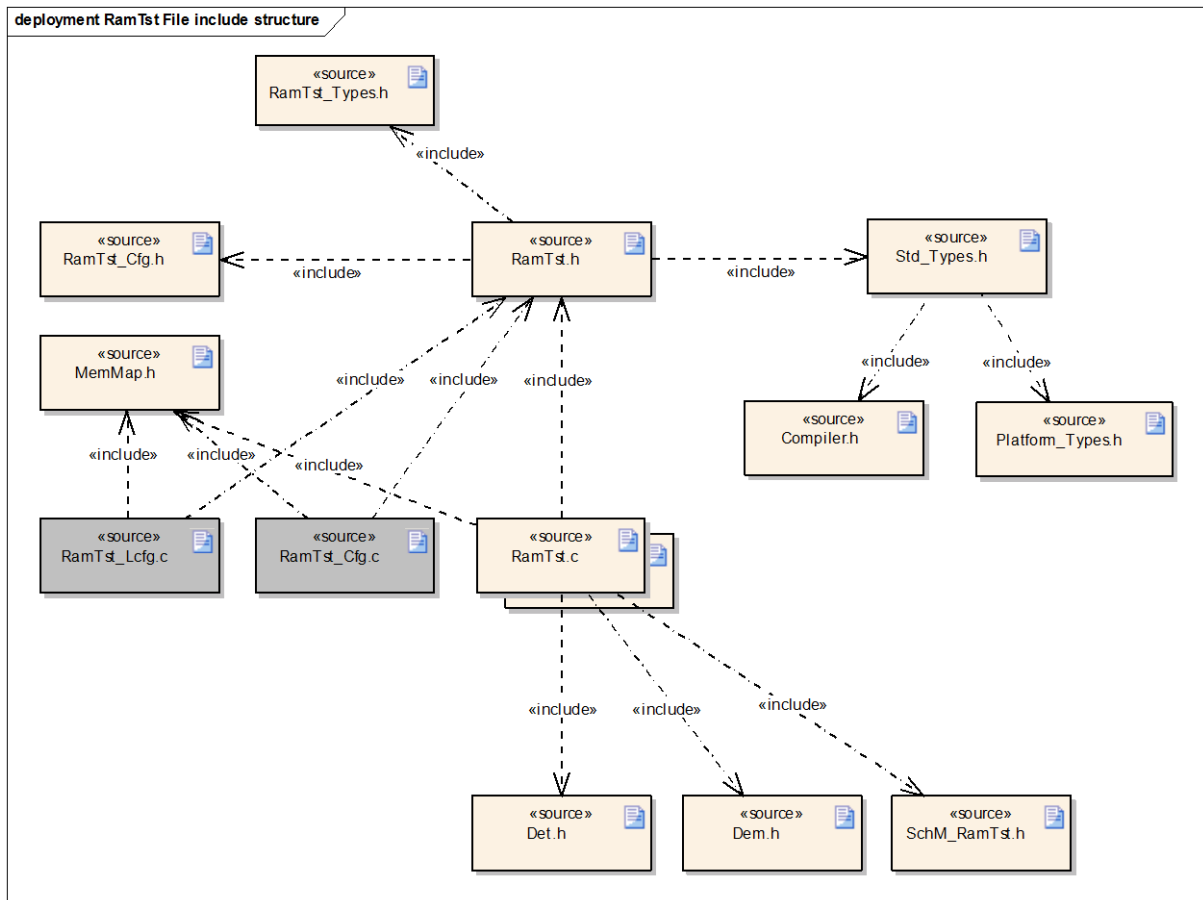 deployment RamTst File include structure
«source»
RamTst_Types.h
«include»
«source»
RamTst_Cfg.h
«source»
RamTst.h
«source»
Std_Types.h
«include»
«include»
«source»
MemMap.h
«include»
«include»
«include»
«include»
«include»
«source»
Compiler.h
«source»
Platform_Types.h
«include»
«include»
«include»
«source»
RamTst_Lcfg.c
«source»
RamTst_Cfg.c
«source»
RamTst.c
«include»
«include»
«include»
«source»
Det.h
«source»
Dem.h
«source»
SchM_RamTst.h